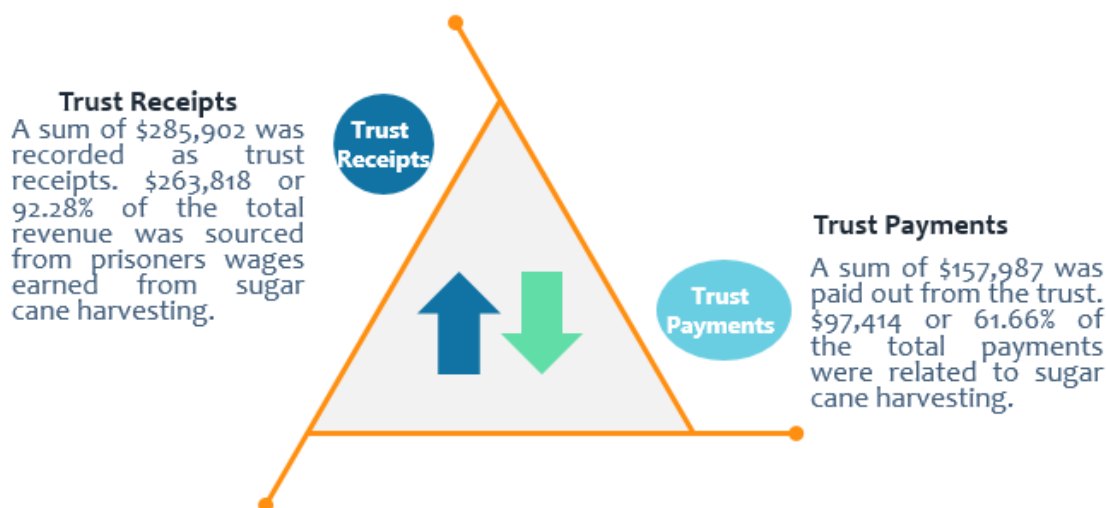 Trust Receipts
A sum of $285,902 was
recorded as trust
receipts. $263,818 or
92.28% of the total
revenue was sourced
from prisoners wages
earned from sugar
cane harvesting.
Trust
Receipts
Trust Payments
A sum of $157,987 was
paid out from the trust.
$97,414 or 61.66% of
the total payments
were related to sugar
cane harvesting.
Trust
Payments